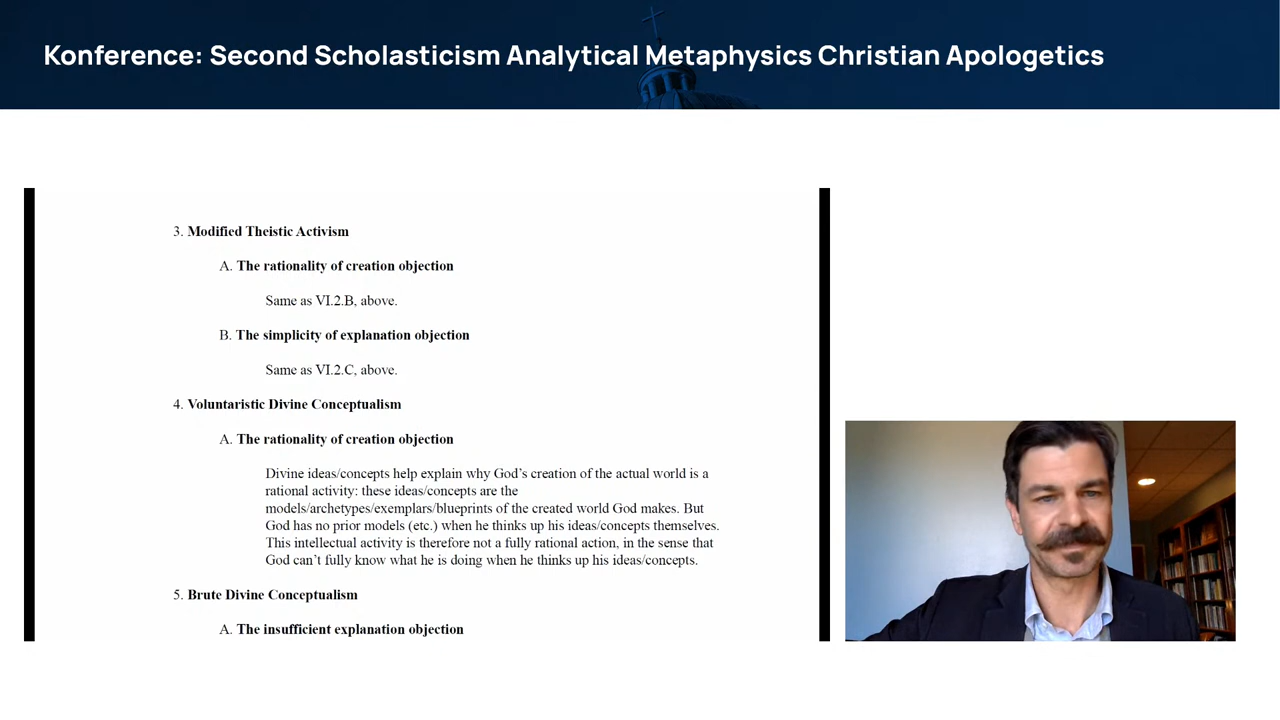 Konference: Second Scholasticism Analytical Metaphysics Christian Apologetics
3. Modified Theistic Activism
A. The rationality of creation objection
Same as VI.2.B, above.
B. The simplicity of explanation objection
Same as VI.2.C, above.
4. Voluntaristic Divine Conceptualism
A. The rationality of creation objection
Divine ideas/concepts help explain why God's creation of the actual world is a
rational activity: these ideas/concepts are the
models/archetypes/exemplars/blueprints of the created world God makes. But
God has no prior models (etc.) when he thinks up his ideas/concepts themselves.
This intellectual activity is therefore not a fully rational action, in the sense that
God can't fully know what he is doing when he thinks up his ideas/concepts.
5. Brute Divine Conceptualism
A. The insufficient explanation objection